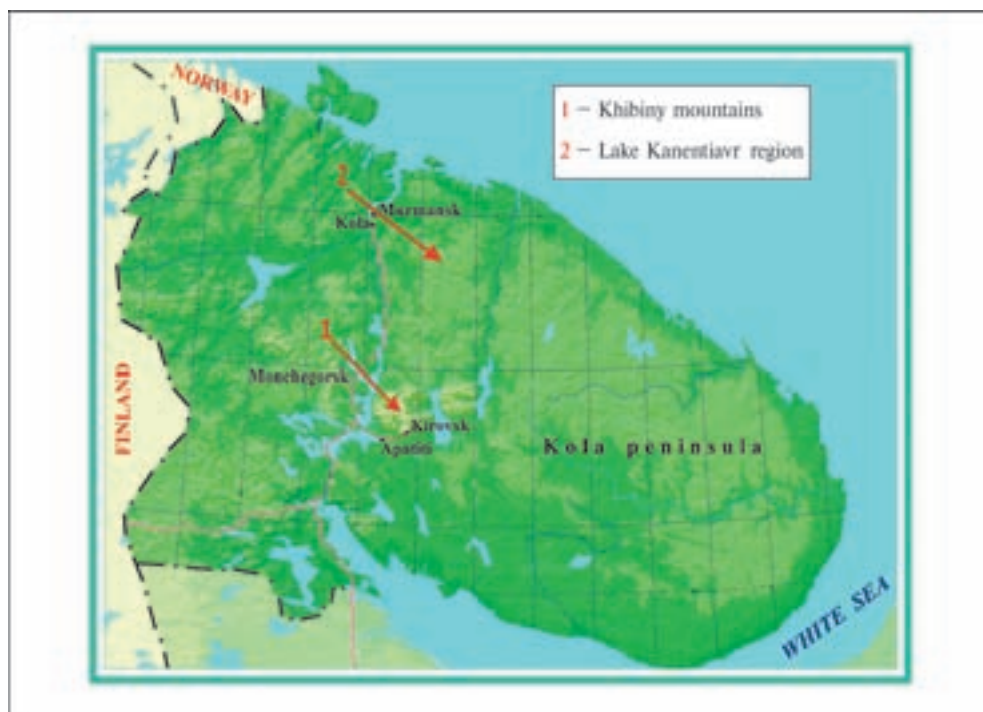 NORWAY
1 – Khibiny mountains
2 – Lake Kanentiavr region
2
Murmansk
Kola
1
Monchegorsk
FINLAND
Kirovsk
Apatiti
Kola peninsula
WHITE SEA